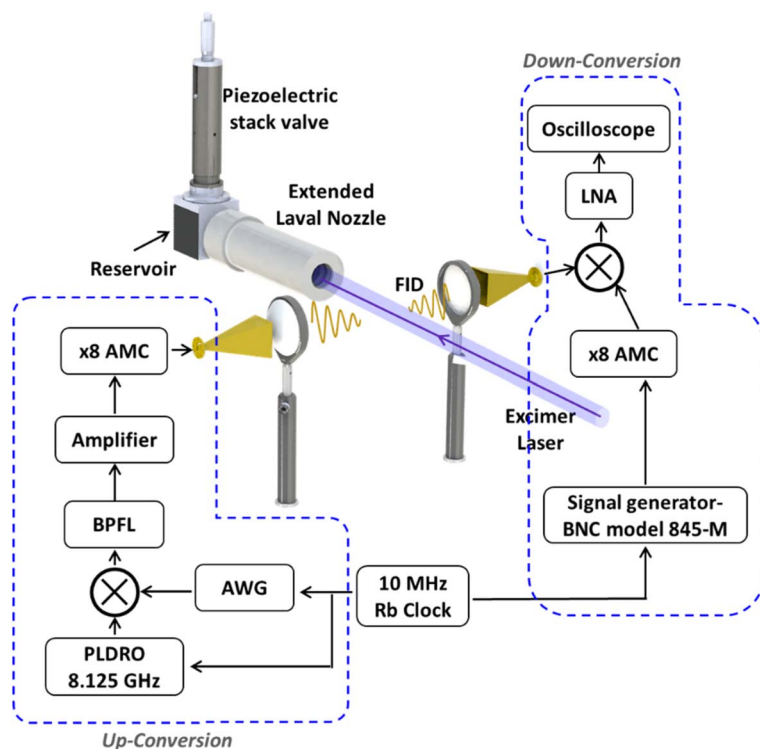 Down-Conversion
Piezoelectric
stack valve
Oscilloscope
LNA
Extended
Laval Nozzle
Reservoir
FID
x8 AMC
x8 AMC
Amplifier
Excimer
Laser
BPFL
Signal generator-
BNC model 845-M
AWG
10 MHz
Rb Clock
PLDRO
8.125 GHz
Up-Conversion